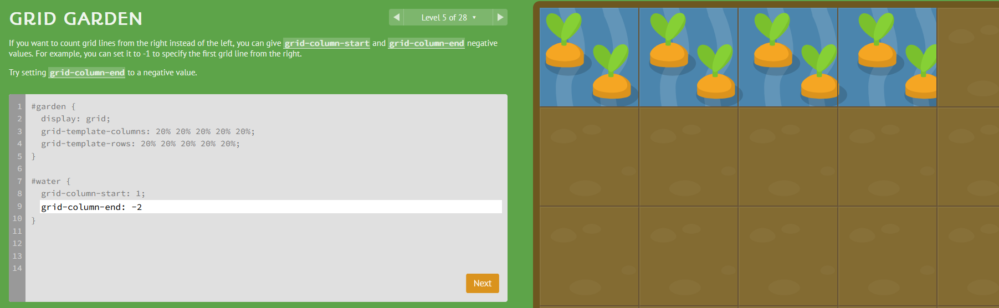 GRID GARDEN
◀ Level 5 of 28 ▼ ▶
If you want to count grid lines from the right instead of the left, you can give grid-column-start and grid-column-end negative
values. For example, you can set it to -1 to specify the first grid line from the right.
Try setting grid-column-end to a negative value.
1 #garden {
2 display: grid;
3 grid-template-columns: 20% 20% 20% 20% 20%;
4 grid-template-rows: 20% 20% 20% 20% 20%;
5 }
6
7 #water {
8 grid-column-start: 1;
9 grid-column-end: -2
10 }
11
12
13
14
Next